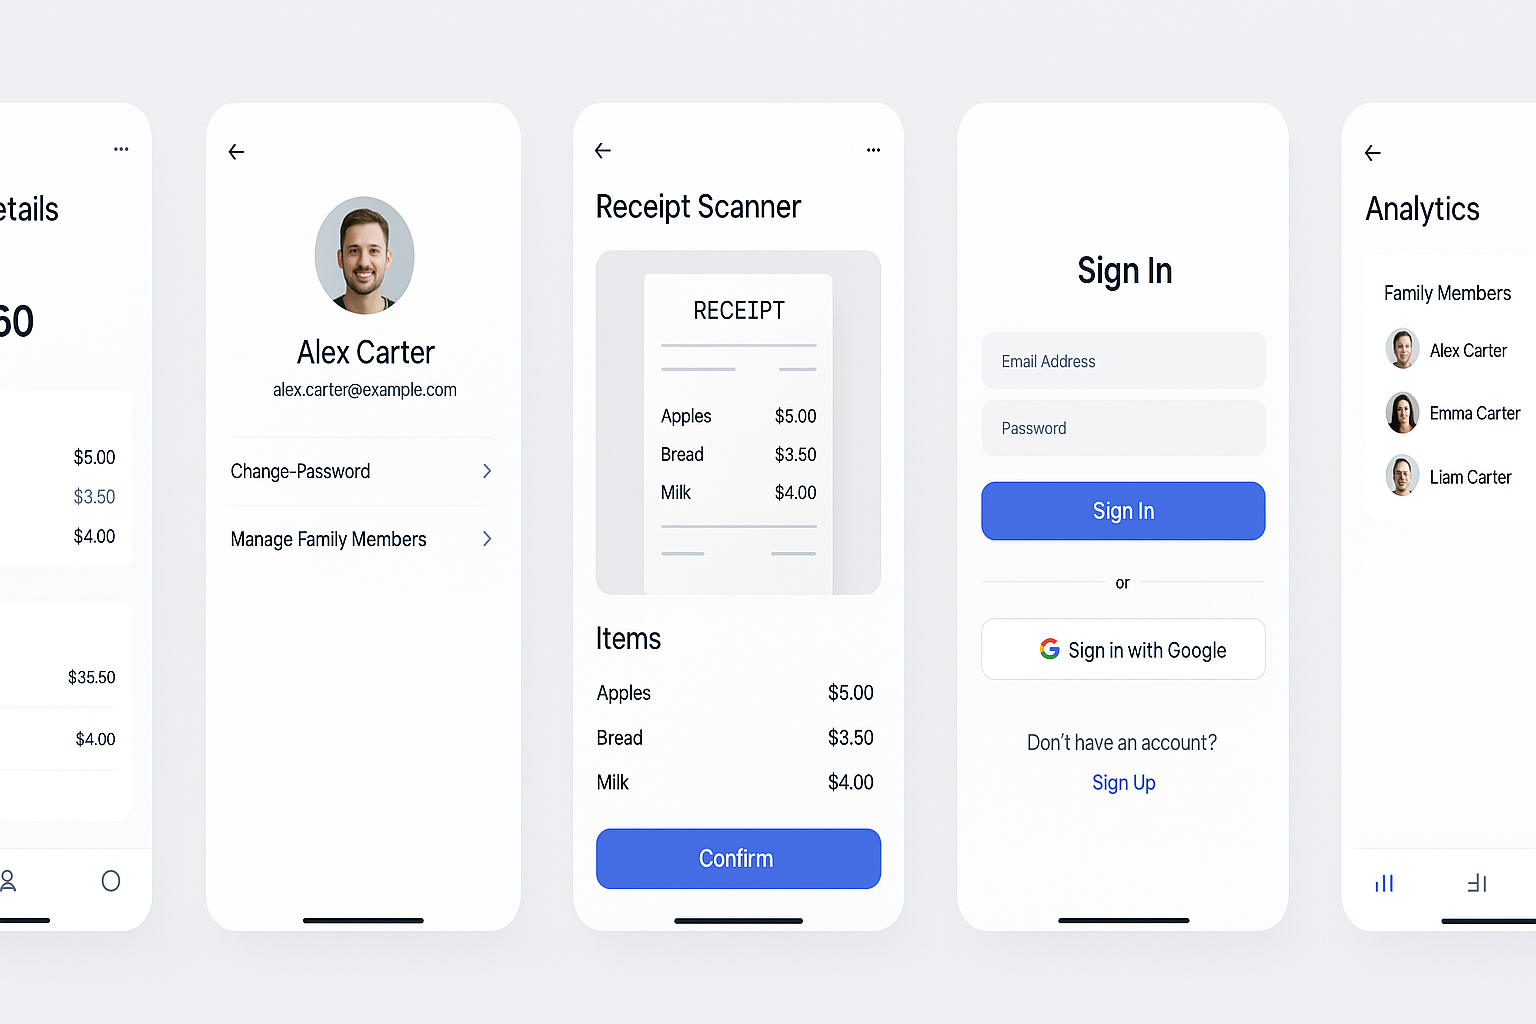 etails
60
$5.00
$3.50
$4.00
$35.50
$4.00
Alex Carter
alex.carter@example.com
Change-Password
Manage Family Members
Receipt Scanner
RECEIPT
Apples $5.00
Bread $3.50
Milk $4.00
Items
Apples $5.00
Bread $3.50
Milk $4.00
Confirm
Sign In
Email Address
Password
Sign In
or
Sign in with Google
Don't have an account?
Sign Up
Analytics
Family Members
Alex Carter
Emma Carter
Liam Carter